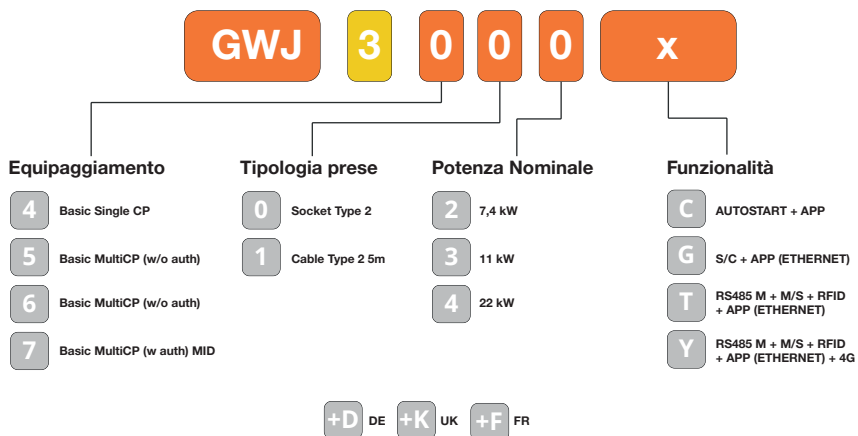 GWJ 3 0 0 0 x
Equipaggiamento
4 Basic Single CP
5 Basic MultiCP (w/o auth)
6 Basic MultiCP (w/o auth)
7 Basic MultiCP (w auth) MID
Tipologia prese
0 Socket Type 2
1 Cable Type 2 5m
Potenza Nominale
2 7,4 kW
3 11 kW
4 22 kW
Funzionalità
C AUTOSTART + APP
G S/C + APP (ETHERNET)
T RS485 M + M/S + RFID
+ APP (ETHERNET)
Y RS485 M + M/S + RFID
+ APP (ETHERNET) + 4G
+D DE +K UK +F FR